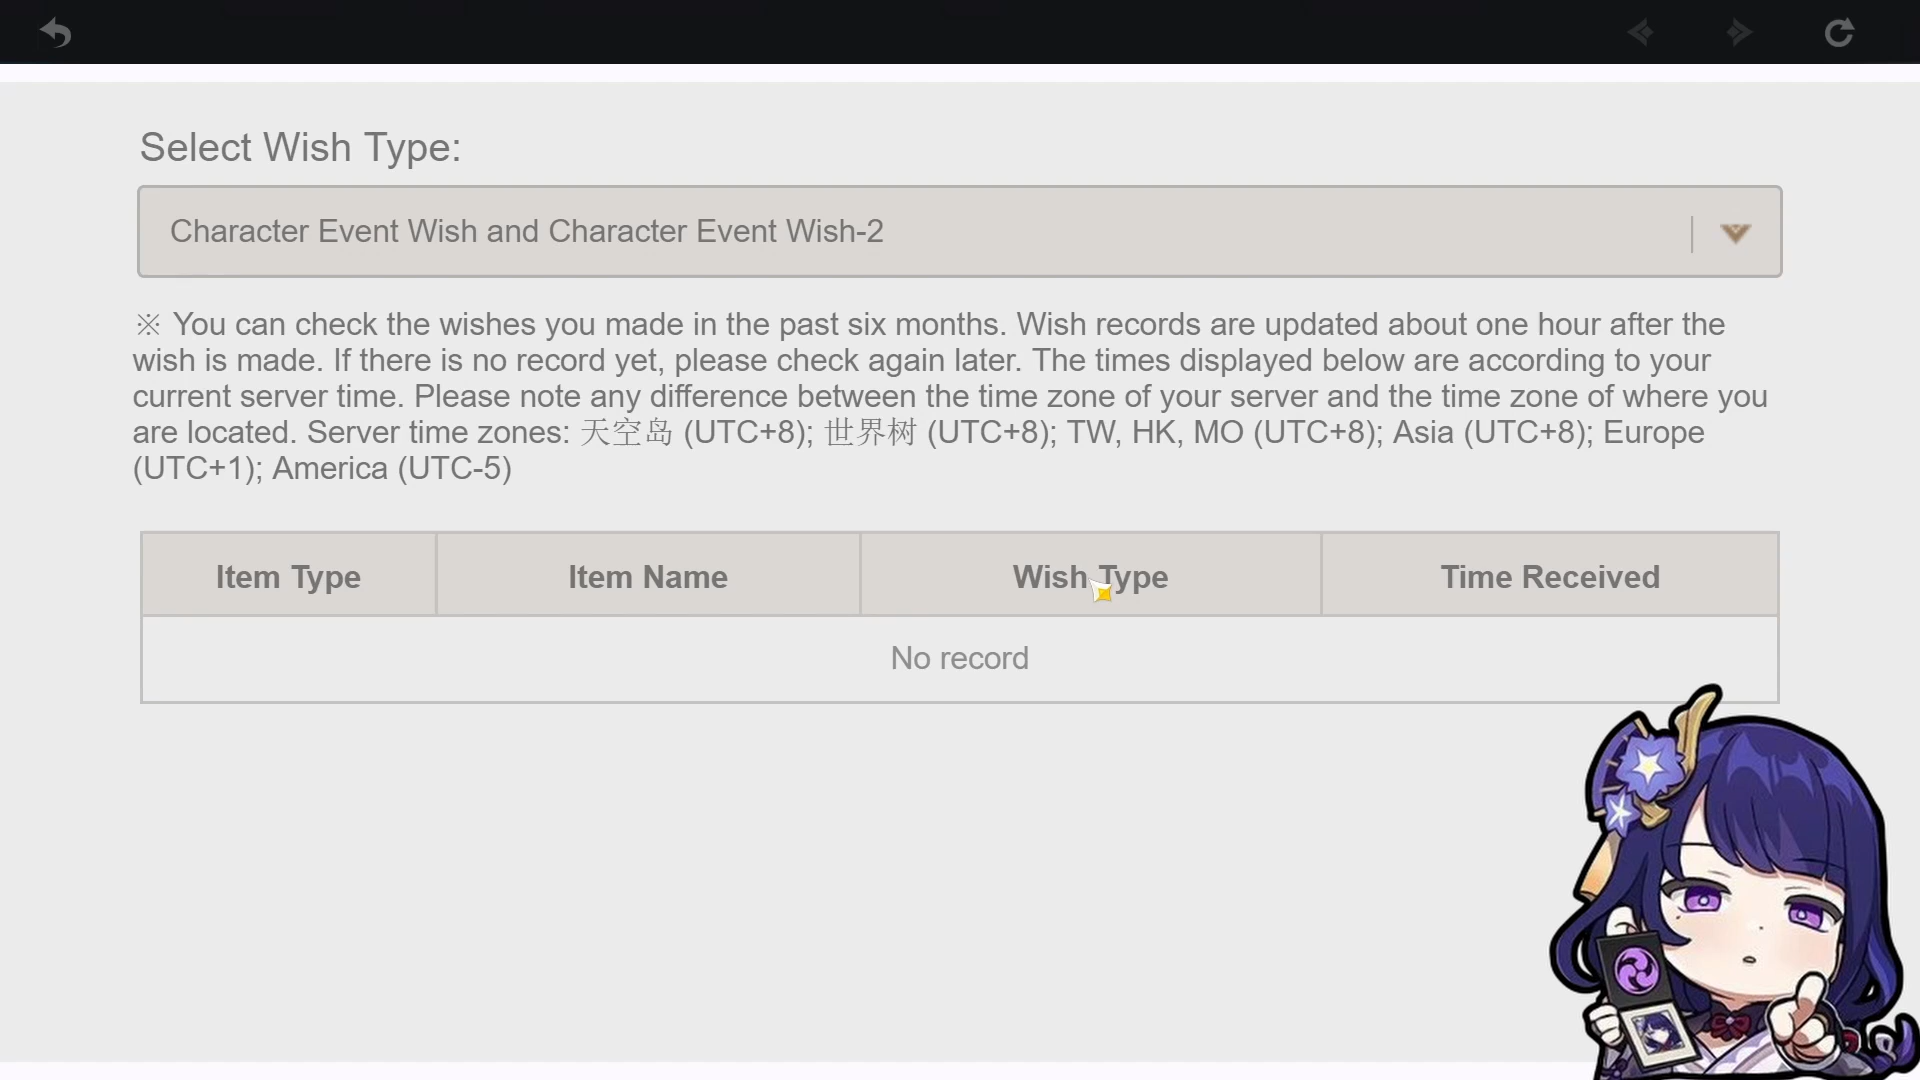 Select Wish Type:
Character Event Wish and Character Event Wish-2
※ You can check the wishes you made in the past six months. Wish records are updated about one hour after the
wish is made. If there is no record yet, please check again later. The times displayed below are according to your
current server time. Please note any difference between the time zone of your server and the time zone of where you
are located. Server time zones: 天空岛 (UTC+8); 世界树 (UTC+8); TW, HK, MO (UTC+8); Asia (UTC+8); Europe
(UTC+1); America (UTC-5)
Item Type Item Name Wish Type Time Received
No record